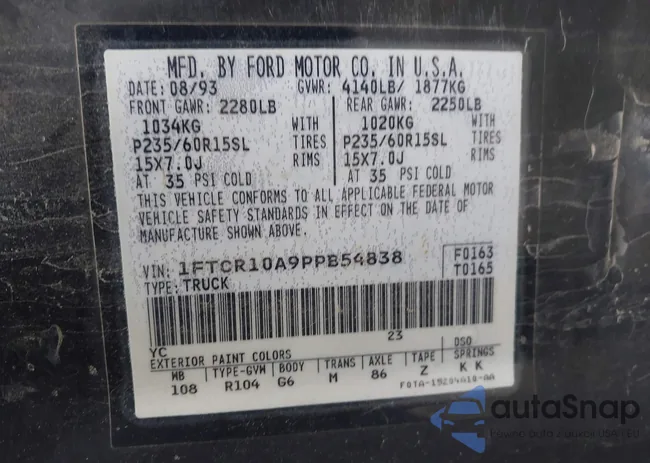 MFD. BY FORD MOTOR CO. IN U.S.A.
DATE: 08/93 GVWR: 4140LB/ 1877KG
FRONT GAWR: 2280LB REAR GAWR: 2250LB
1034KG WITH 1020KG WITH
P235/60R15SL TIRES P235/60R15SL TIRES
15X7.0J RIMS 15X7.0J RIMS
AT 35 PSI COLD AT 35 PSI COLD
THIS VEHICLE CONFORMS TO ALL APPLICABLE FEDERAL MOTOR
VEHICLE SAFETY STANDARDS IN EFFECT ON THE DATE OF
MANUFACTURE SHOWN ABOVE.
VIN: 1FTCR10A9PPB54838 F0163
TYPE: TRUCK T0165
23
YC
EXTERIOR PAINT COLORS DSO
WB TYPE-GVW BODY TRANS AXLE TAPE SPRINGS
108 R104 G6 M 86 Z K K
F0TA-15204A10-AA
autoSnap